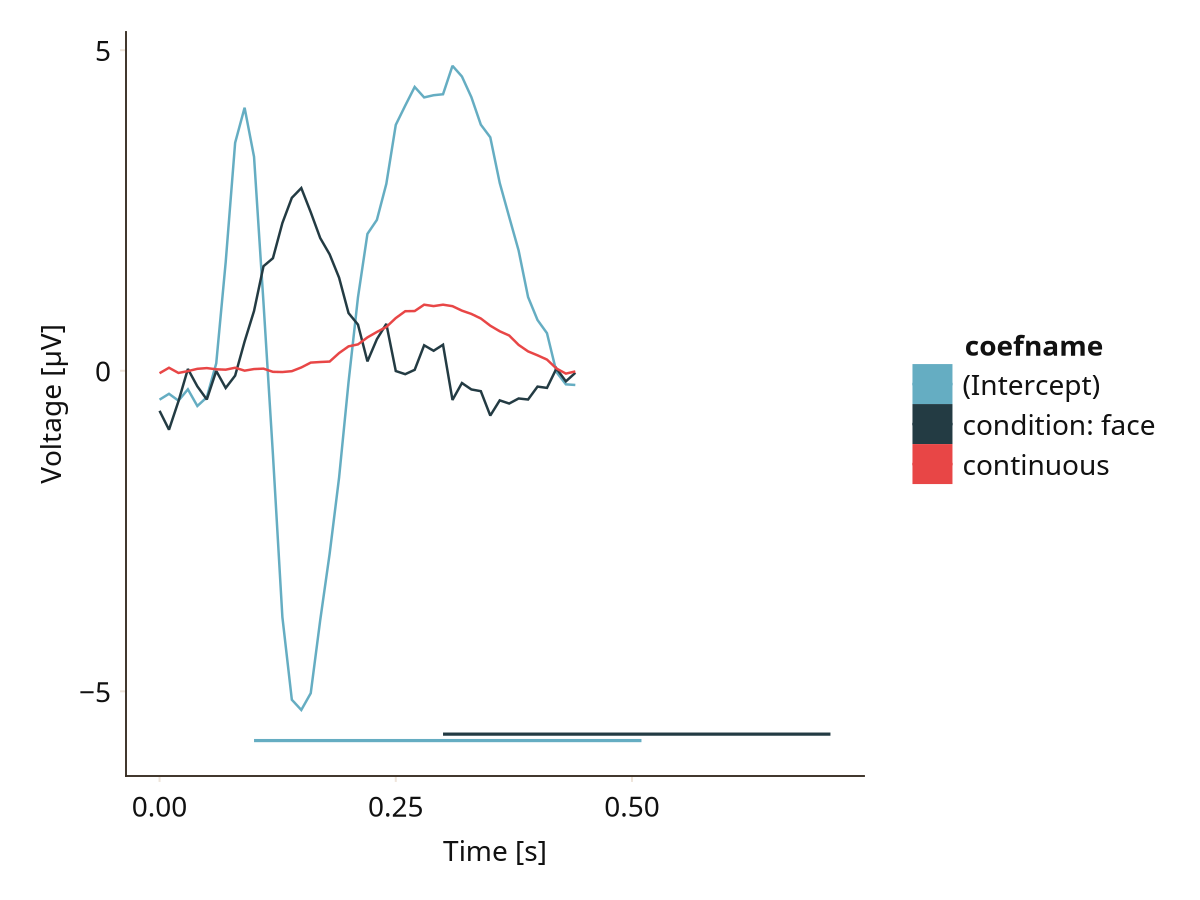 5
0
−5
Voltage [µV]
0.00
0.25
0.50
Time [s]
coefname
(Intercept)
condition: face
continuous